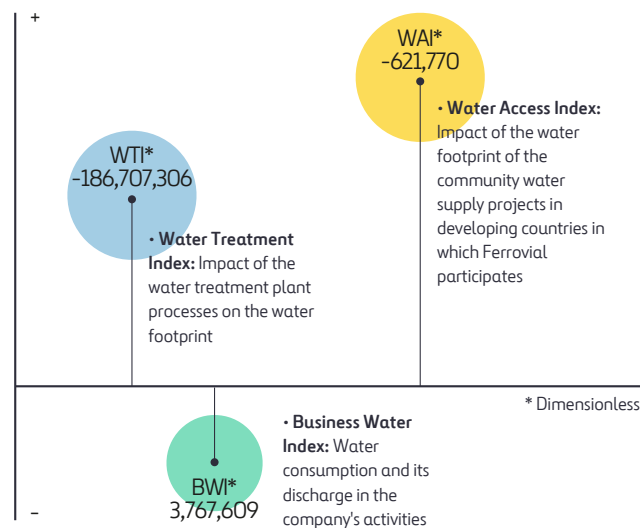 +
WAI*
-621,770
• Water Access Index:
Impact of the water
footprint of the
community water
supply projects in
developing countries in
which Ferrovial
participates
WTI*
-186,707,306
• Water Treatment
Index: Impact of the
water treatment plant
processes on the water
footprint
* Dimensionless
• Business Water
Index: Water
consumption and its
discharge in the
company's activities
BWI*
3,767,609
–